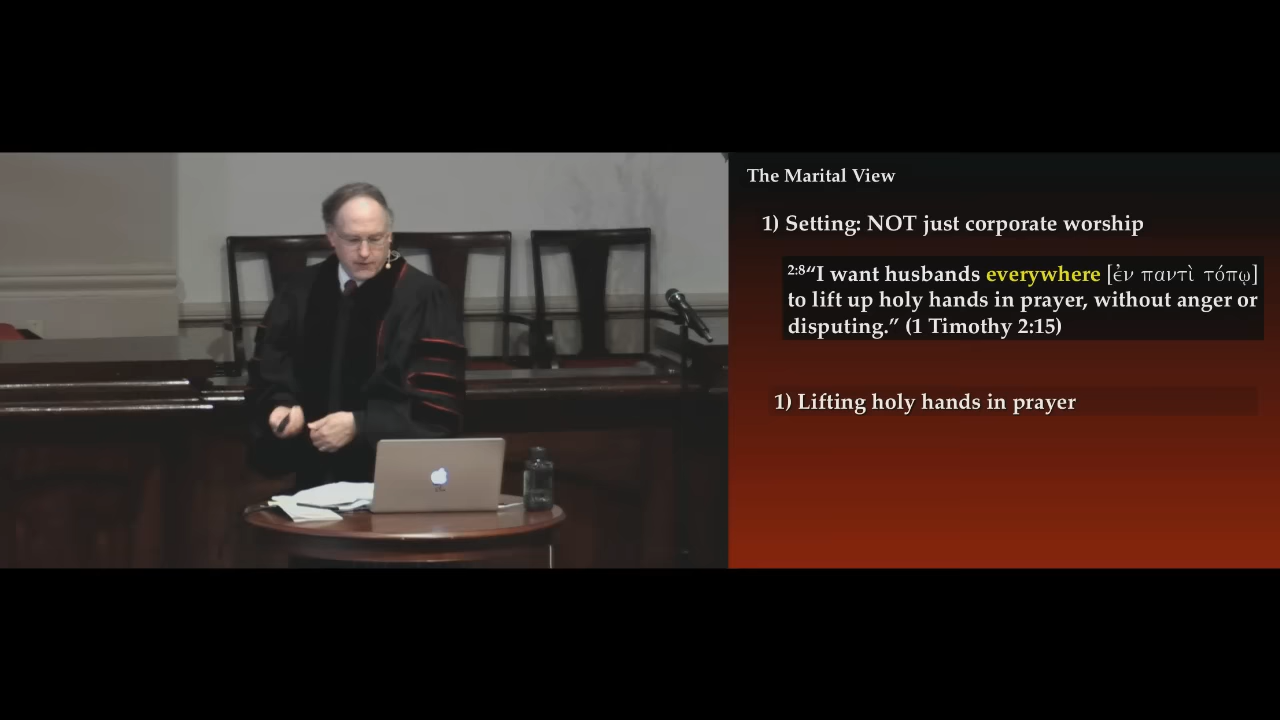 The Marital View
1) Setting: NOT just corporate worship
2:8“I want husbands everywhere [ἐν παντὶ τόπῳ]
to lift up holy hands in prayer, without anger or
disputing.” (1 Timothy 2:15)
1) Lifting holy hands in prayer